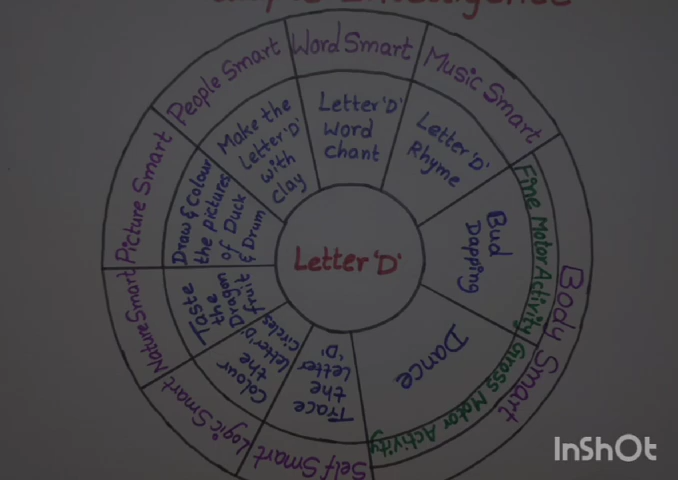 Intelligence
Word Smart
Letter 'D'
Word
chant
Music Smart
Letter 'D'
Rhyme
Body Smart
Fine Motor Activity
Bud
Dapping
Gross Motor Activity
Dance
Self Smart
Trace
the
Letter
'D'
Logic Smart
Colour
the
Letter 'D'
Circles
Nature Smart
Taste
the
Dragon
fruit
Picture Smart
Draw & Colour
the pictures
of Duck
& Drum
People Smart
Make the
Letter 'D'
with
clay
Letter 'D'
InShOt